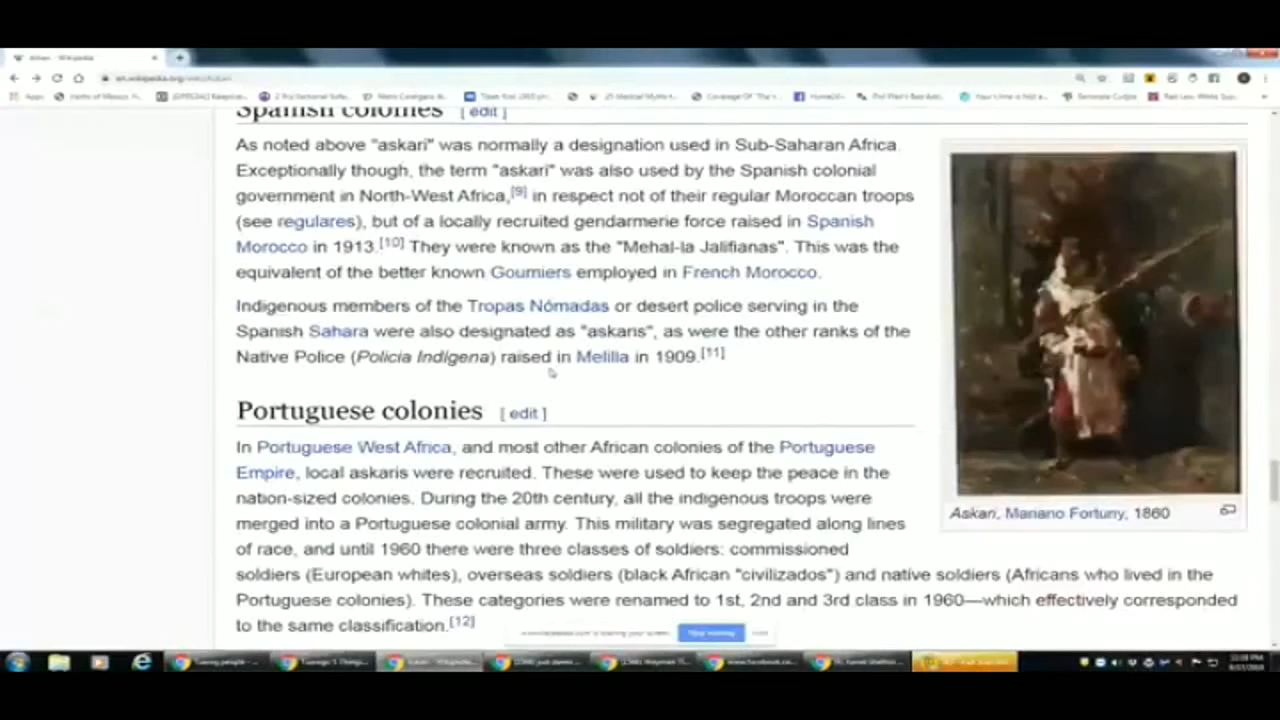 Apps
Spanish colonies [ edit ]
As noted above "askari" was normally a designation used in Sub-Saharan Africa.
Exceptionally though, the term "askari" was also used by the Spanish colonial
government in North-West Africa,[9] in respect not of their regular Moroccan troops
(see regulares), but of a locally recruited gendarmerie force raised in Spanish
Morocco in 1913.[10] They were known as the "Mehal-la Jalifianas". This was the
equivalent of the better known Goumiers employed in French Morocco.
Indigenous members of the Tropas Nómadas or desert police serving in the
Spanish Sahara were also designated as "askaris", as were the other ranks of the
Native Police (Policia Indigena) raised in Melilla in 1909.[11]
Askari, Mariano Fortuny, 1860
Portuguese colonies [ edit ]
In Portuguese West Africa, and most other African colonies of the Portuguese
Empire, local askaris were recruited. These were used to keep the peace in the
nation-sized colonies. During the 20th century, all the indigenous troops were
merged into a Portuguese colonial army. This military was segregated along lines
of race, and until 1960 there were three classes of soldiers: commissioned
soldiers (European whites), overseas soldiers (black African "civilizados") and native soldiers (Africans who lived in the
Portuguese colonies). These categories were renamed to 1st, 2nd and 3rd class in 1960—which effectively corresponded
to the same classification.[12]